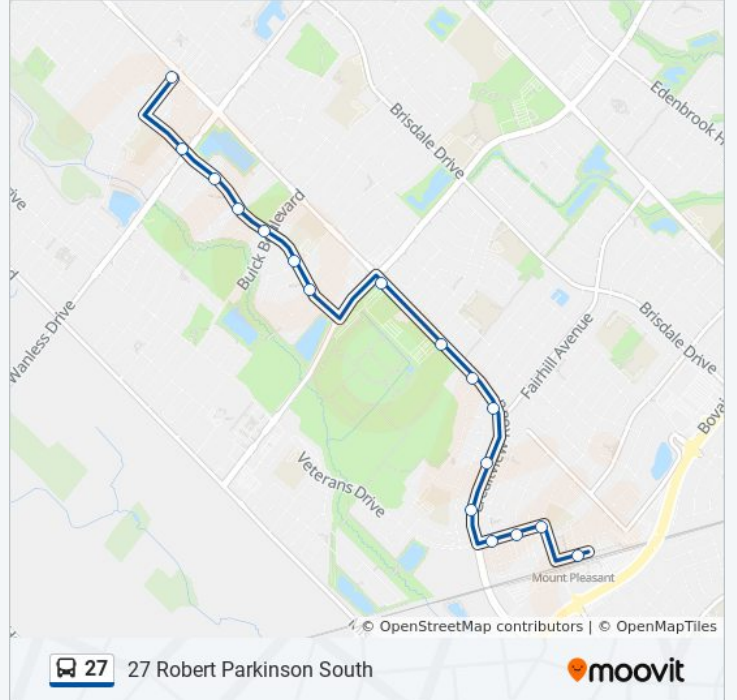 Edenbrook H
Brisdale Drive
ive
Buick Boulevard
d
Wanless Drive
Brisdale Drive
Fairhill Avenue
Bova
Veterans Drive
Mount Pleasant
© OpenStreetMap contributors | © OpenMapTiles
27 27 Robert Parkinson South
moovit